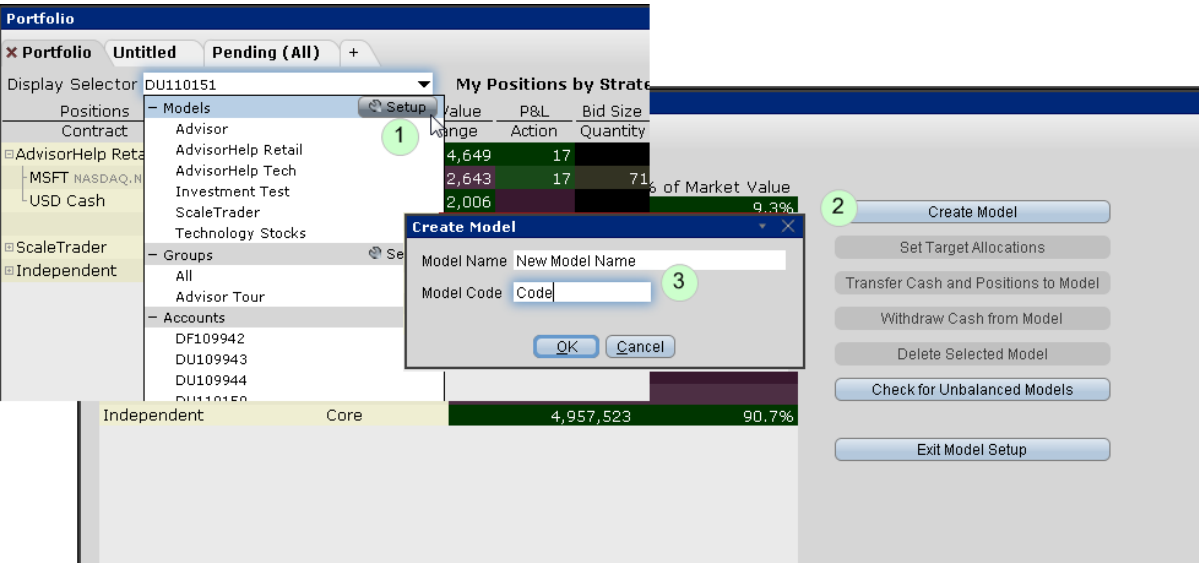 Portfolio
Portfolio Untitled Pending (All) +
Display Selector DU110151 My Positions by Strate
Positions Value P&L Bid Size
Contract Action Quantity
− Models Setup
Advisor
AdvisorHelp Retail
AdvisorHelp Tech
Investment Test
ScaleTrader
Technology Stocks
− Groups Se
All
Advisor Tour
− Accounts
DF109942
DU109943
DU109944
1
AdvisorHelp Reta 4,649 17
MSFT NASDAQ.N 2,643 17 71
USD Cash 2,006
ScaleTrader
Independent
% of Market Value
9.3%
Create Model
Model Name New Model Name
Model Code Code
OK Cancel
3
2
Create Model
Set Target Allocations
Transfer Cash and Positions to Model
Withdraw Cash from Model
Delete Selected Model
Check for Unbalanced Models
Exit Model Setup
Independent Core 4,957,523 90.7%